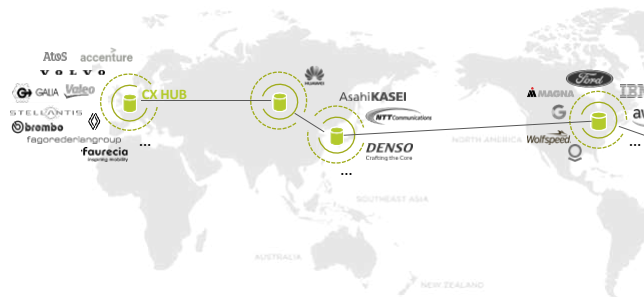 AtoS
accenture
VOLVO
GALIA
Valeo
STELLANTIS
brembo
fagorederlangroup
faurecia
inspiring mobility
...
CX HUB
HUAWEI
AsahiKASEI
NTT Communications
DENSO
Crafting the Core
...
Ford
MAGNA
IBM
G
aw
Wolfspeed
...
NORTH AMERICA
SOUTHEAST ASIA
AUSTRALIA
NEW ZEALAND